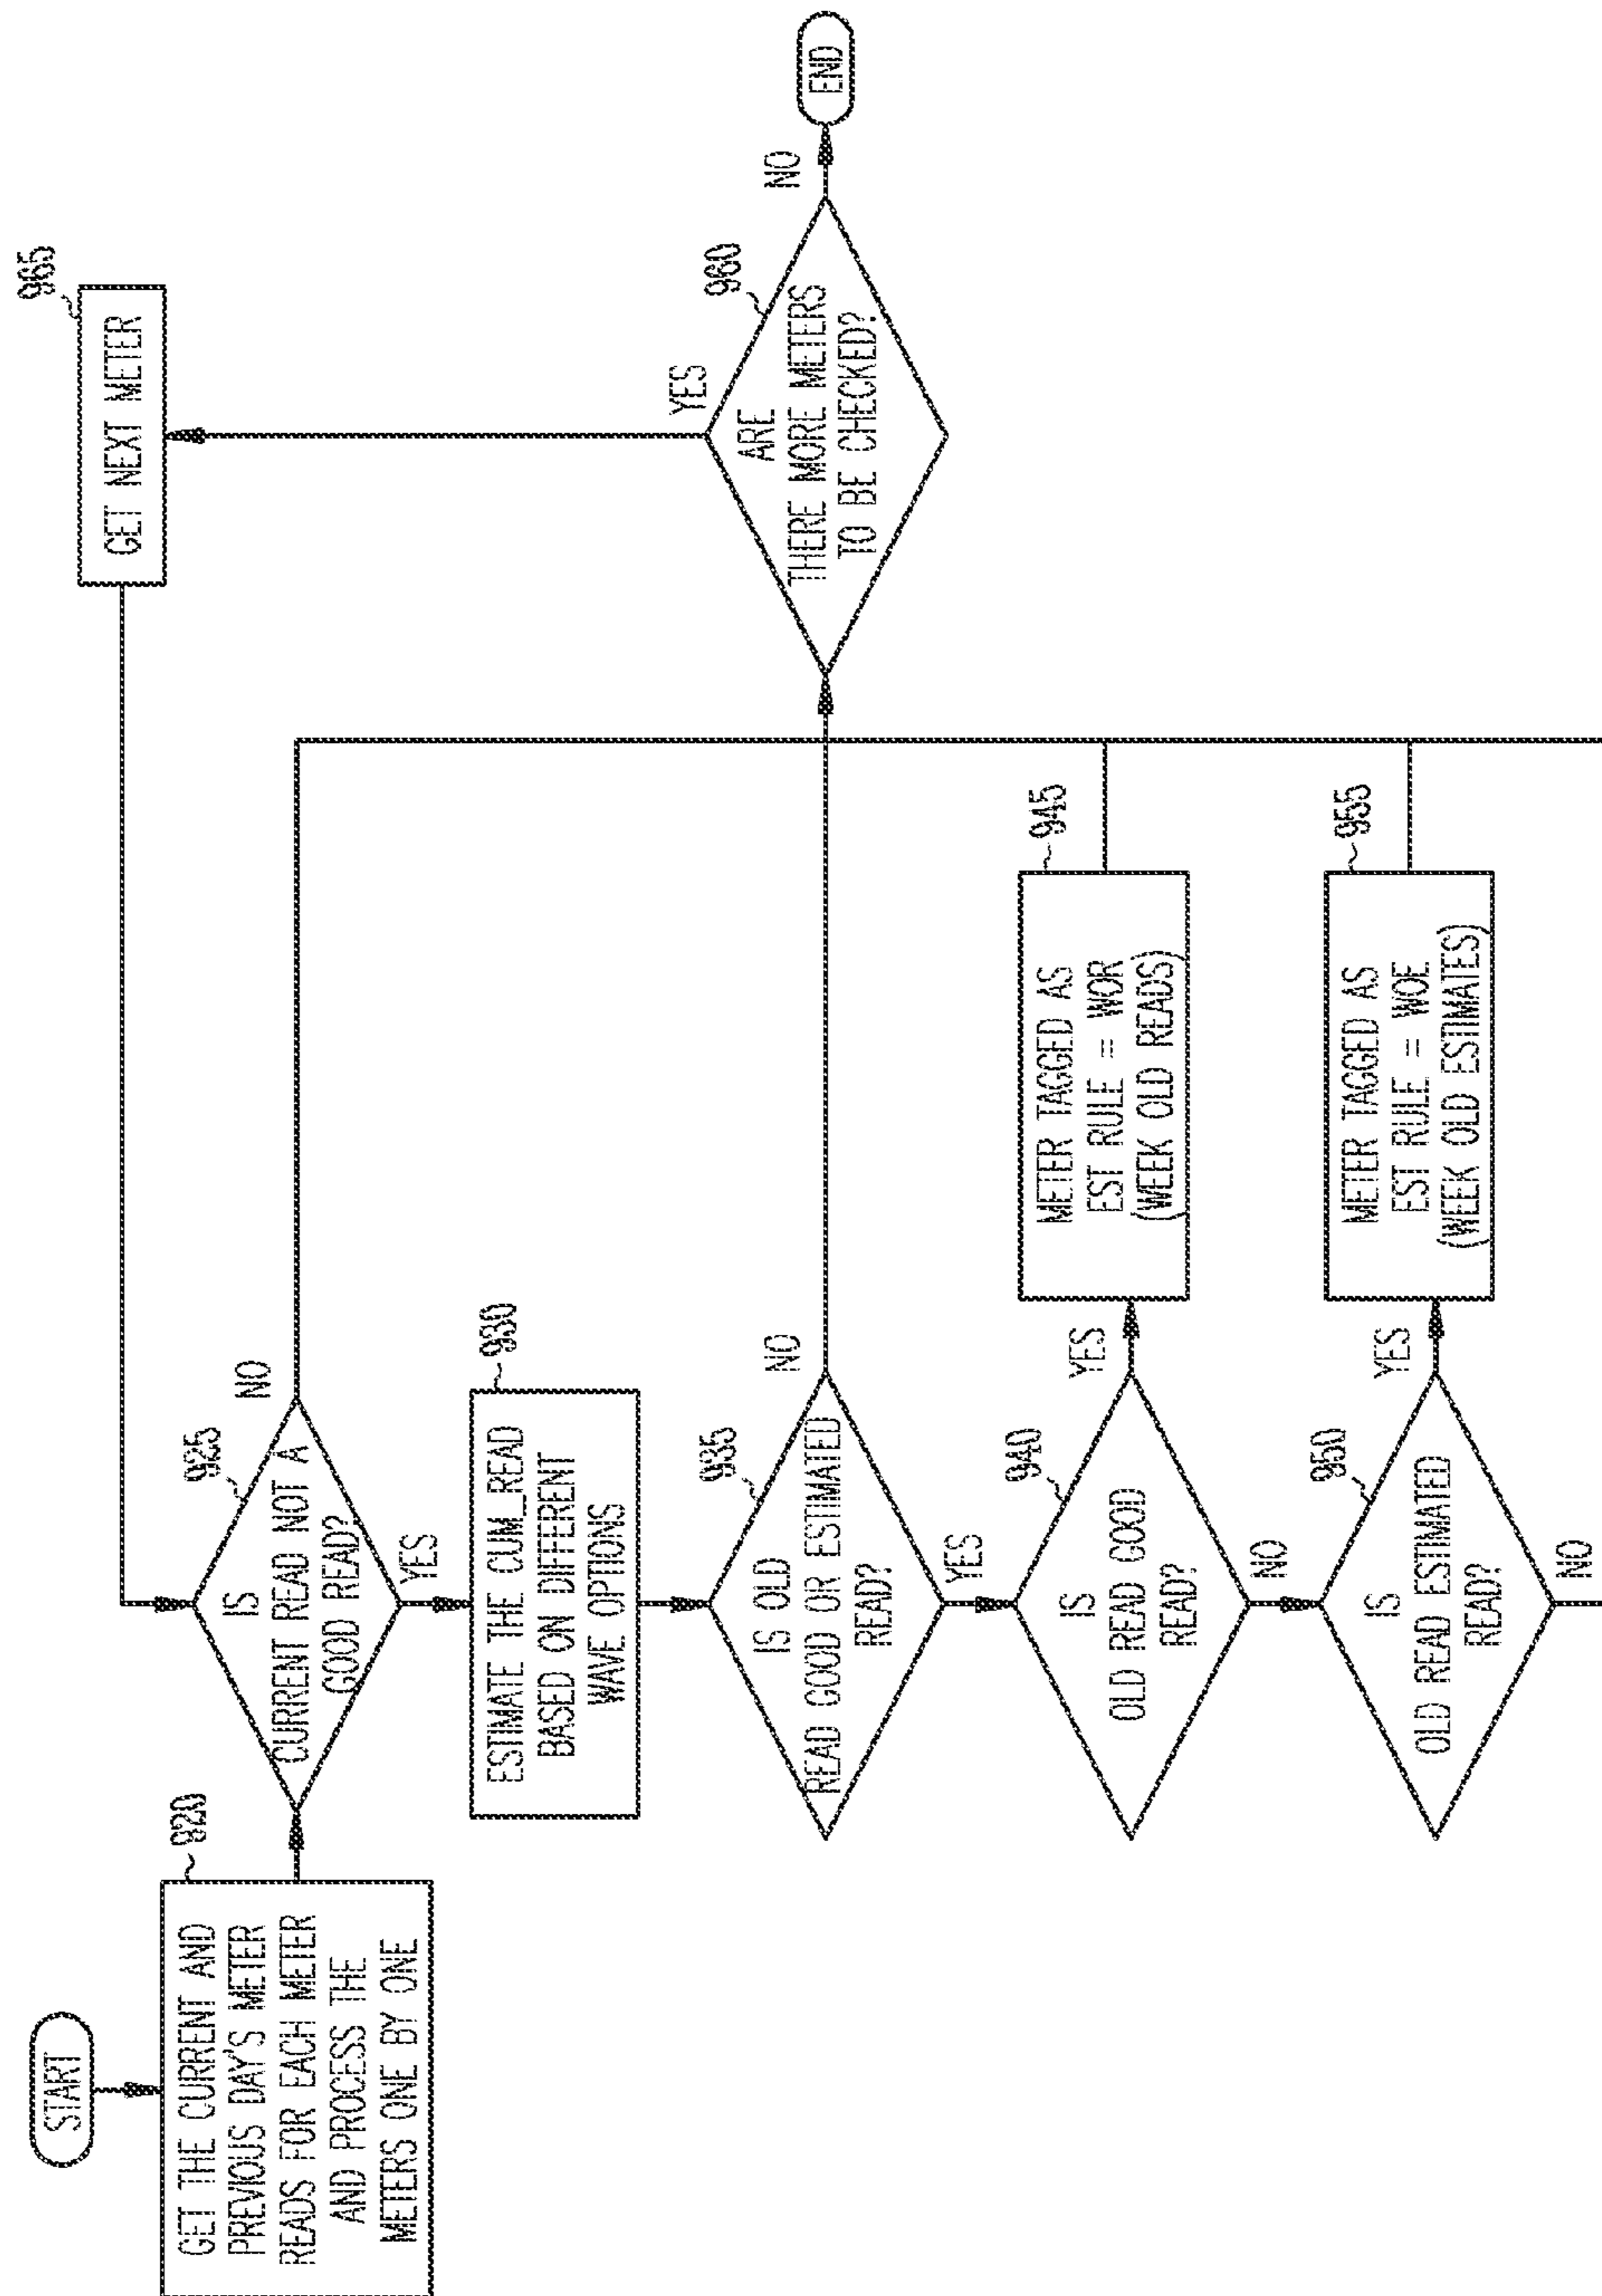 START
920
GET THE CURRENT AND
PREVIOUS DAY'S METER
READS FOR EACH METER
AND PROCESS THE
METERS ONE BY ONE
925
IS
CURRENT READ NOT A
GOOD READ?
NO
YES
930
ESTIMATE THE CUM_READ
BASED ON DIFFERENT
WAVE OPTIONS
935
IS OLD
READ GOOD OR ESTIMATED
READ?
NO
YES
940
IS
OLD READ GOOD
READ?
YES
NO
945
METER TAGGED AS
EST RULE = WOR
(WEEK OLD READS)
950
IS
OLD READ ESTIMATED
READ?
YES
NO
955
METER TAGGED AS
EST RULE = WOE
(WEEK OLD ESTIMATES)
960
ARE
THERE MORE METERS
TO BE CHECKED?
YES
NO
965
GET NEXT METER
END